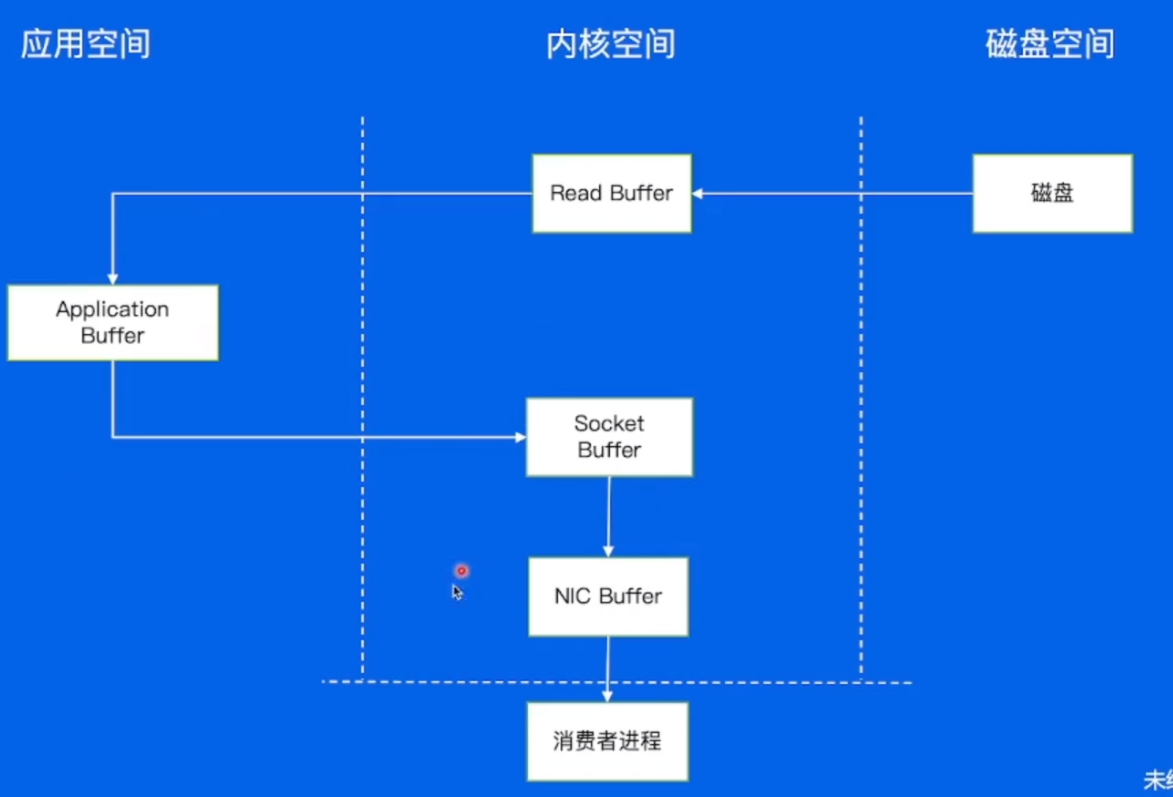 应用空间
内核空间
磁盘空间
Read Buffer
磁盘
Application
Buffer
Socket
Buffer
NIC Buffer
消费者进程
未